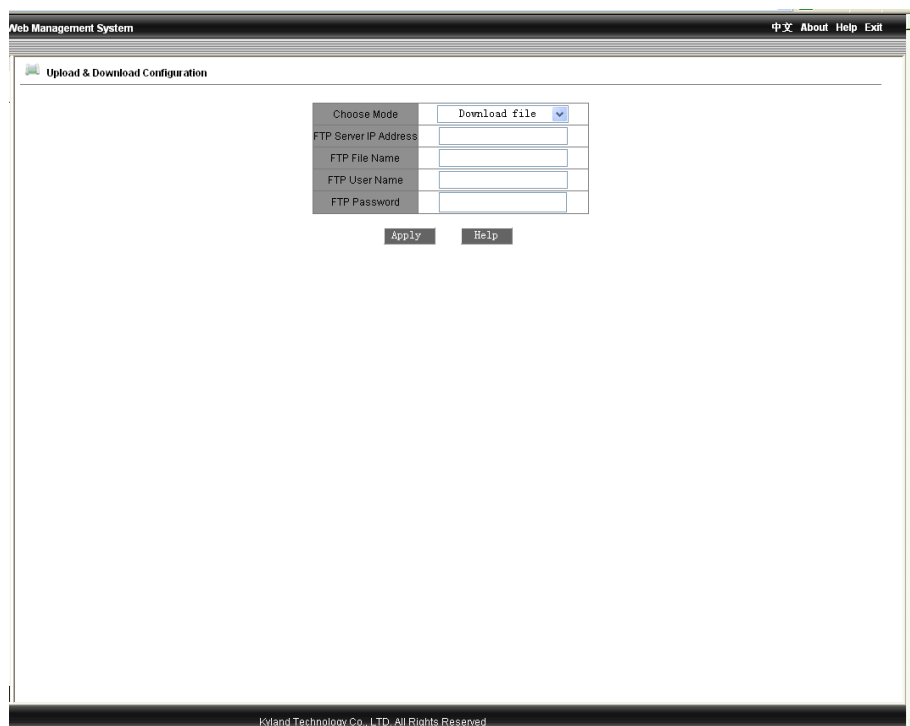 Web Management System 中文 About Help Exit
Upload & Download Configuration
Choose Mode Download file
FTP Server IP Address
FTP File Name
FTP User Name
FTP Password
Apply Help
Kyland Technology Co., LTD. All Rights Reserved